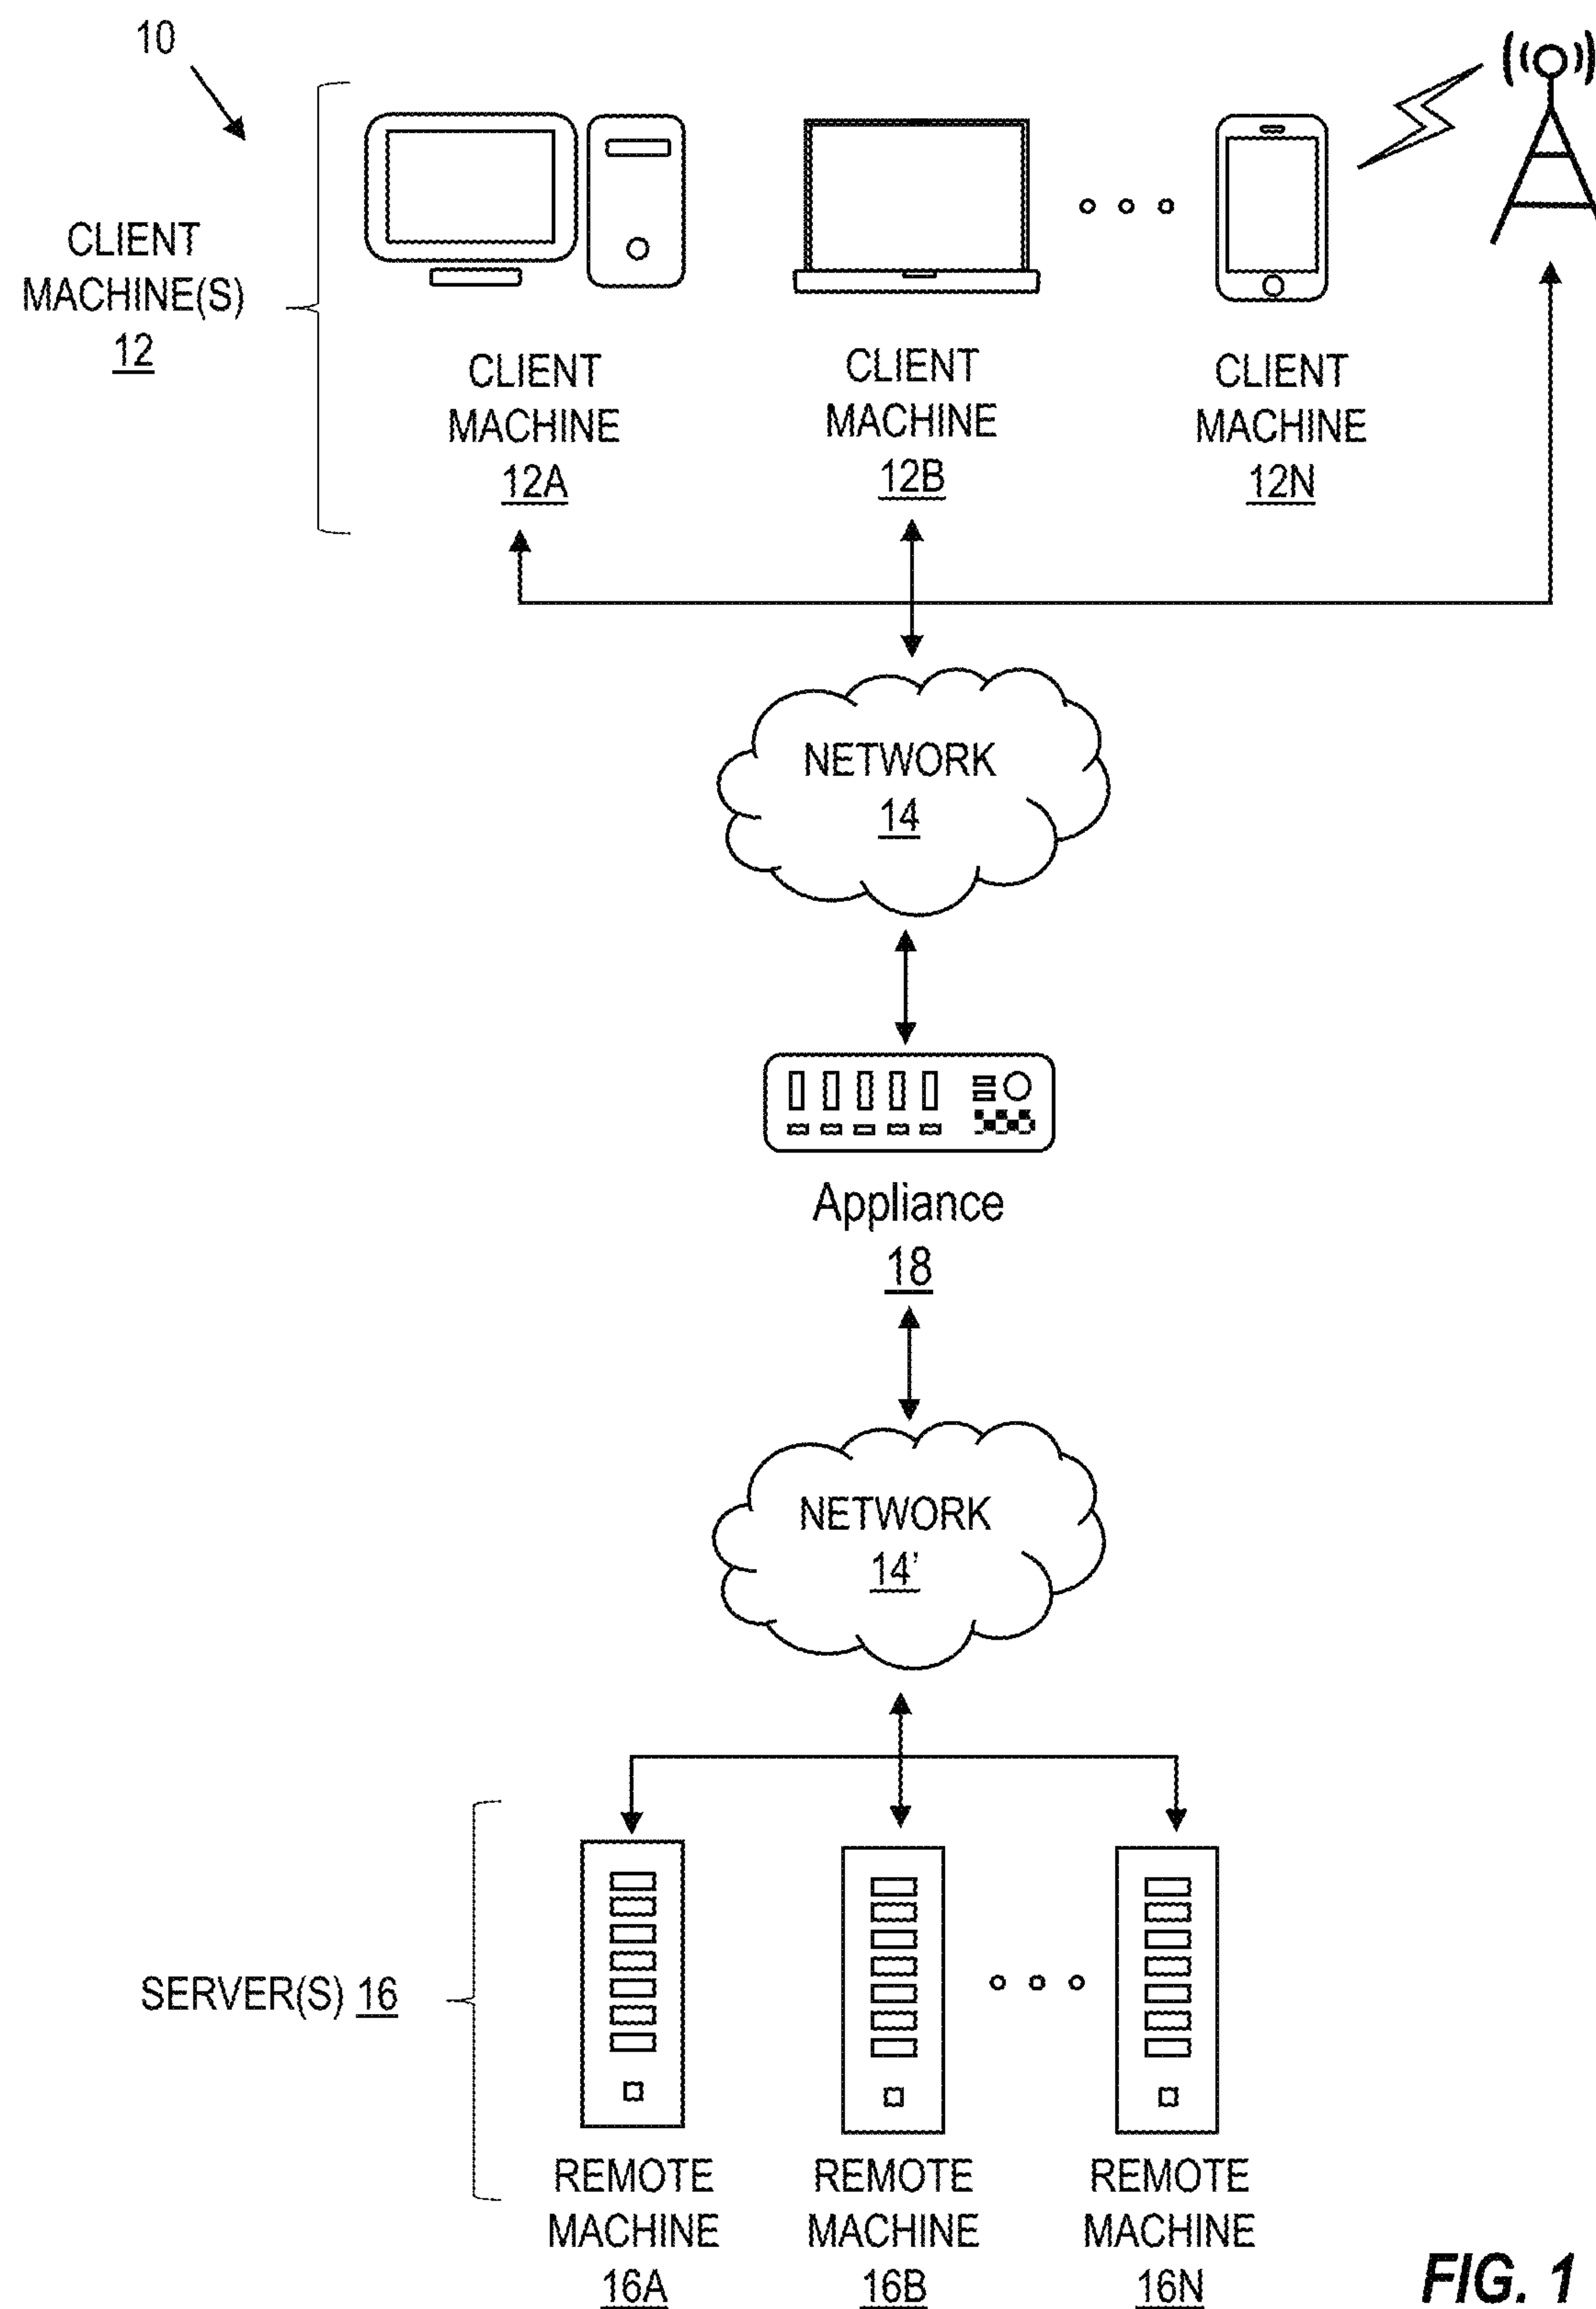 10
CLIENT
MACHINE(S)
12
CLIENT
MACHINE
12A
CLIENT
MACHINE
12B
CLIENT
MACHINE
12N
NETWORK
14
Appliance
18
NETWORK
14'
SERVER(S) 16
REMOTE
MACHINE
16A
REMOTE
MACHINE
16B
REMOTE
MACHINE
16N
FIG. 1